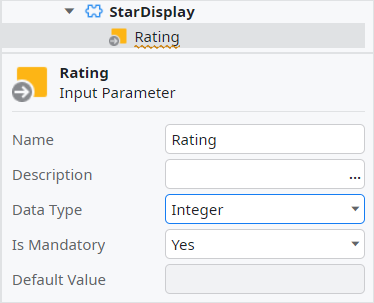 StarDisplay
Rating
Rating
Input Parameter
Name Rating
Description ...
Data Type Integer
Is Mandatory Yes
Default Value